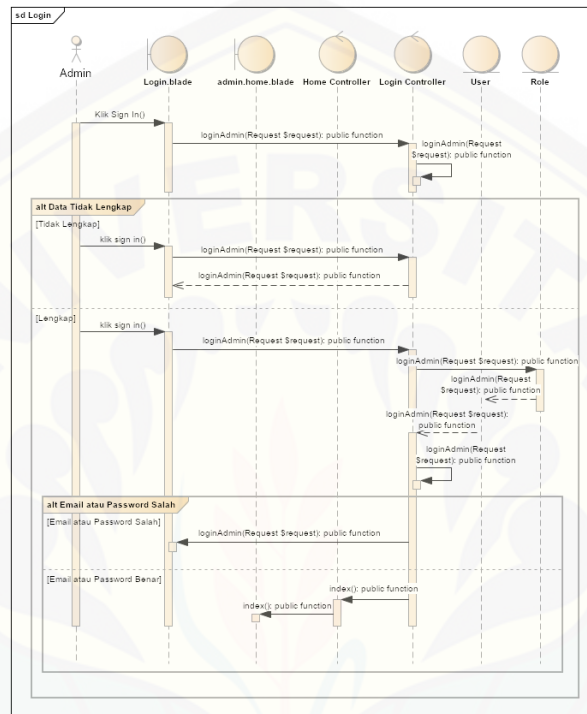 sd Login
Admin
Login.blade
admin.home.blade
Home Controller
Login Controller
User
Role
Klik Sign In()
loginAdmin(Request $request): public function
loginAdmin(Request
$request): public function
alt Data Tidak Lengkap
[Tidak Lengkap]
klik sign in()
loginAdmin(Request $request): public function
loginAdmin(Request $request): public function
[Lengkap]
klik sign in()
loginAdmin(Request $request): public function
loginAdmin(Request $request): public function
loginAdmin(Request
$request): public function
loginAdmin(Request $request):
public function
loginAdmin(Request
$request): public function
alt Email atau Password Salah
[Email atau Password Salah]
loginAdmin(Request $request): public function
[Email atau Password Benar]
index(): public function
index(): public function